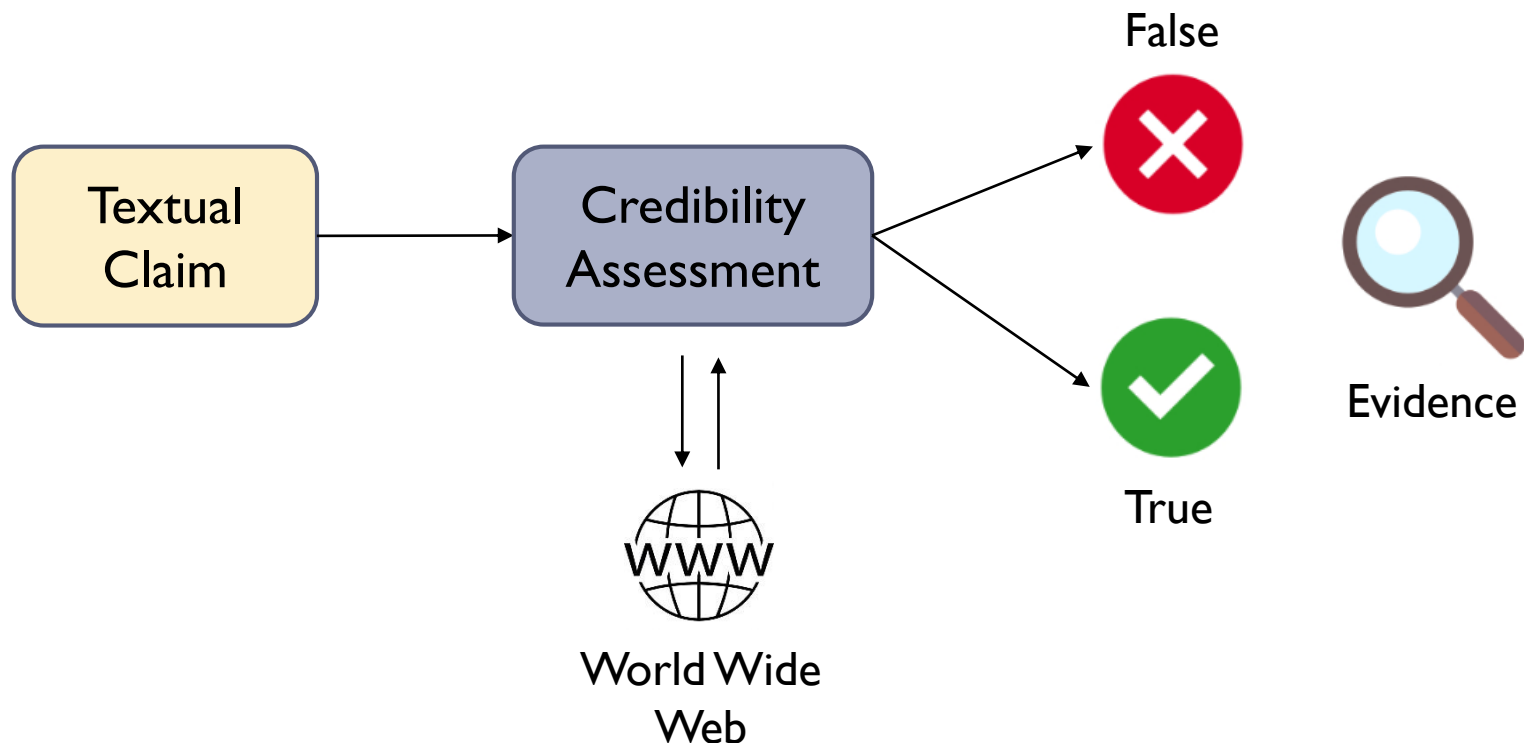 False
Textual
Claim
Credibility
Assessment
Evidence
True
WWW
World Wide
Web